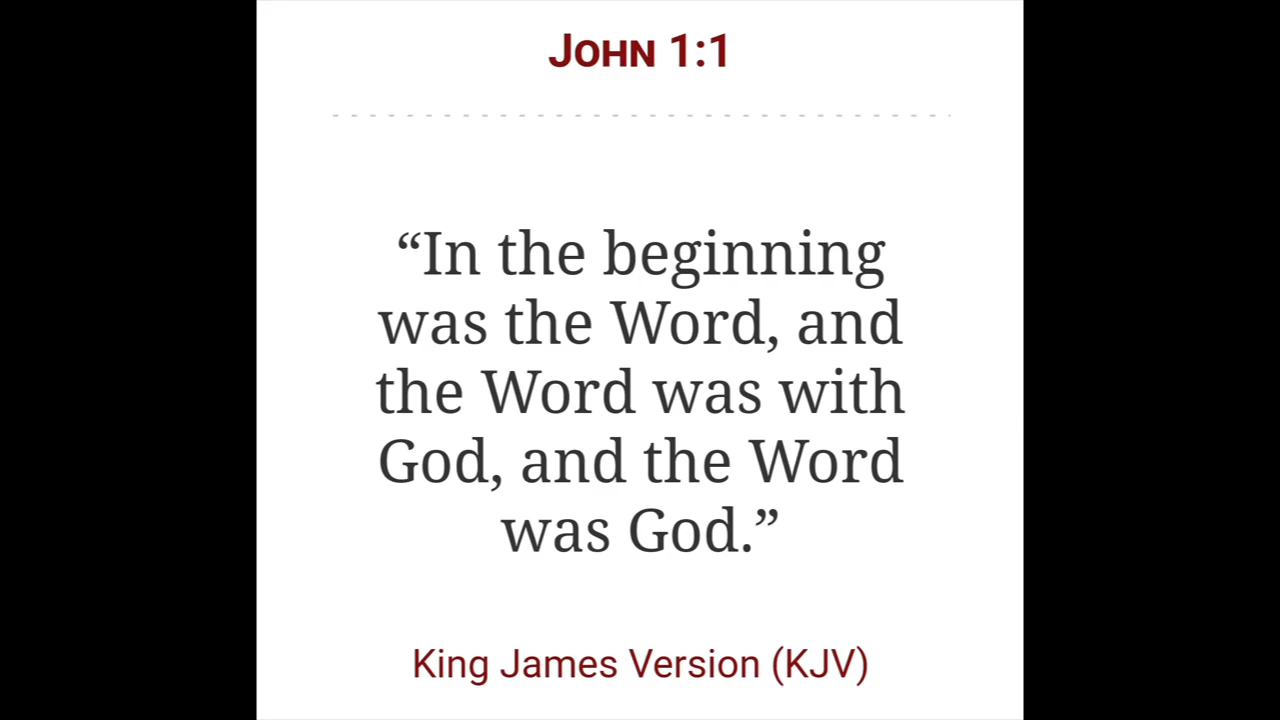 John 1:1
“In the beginning
was the Word, and
the Word was with
God, and the Word
was God.”
King James Version (KJV)